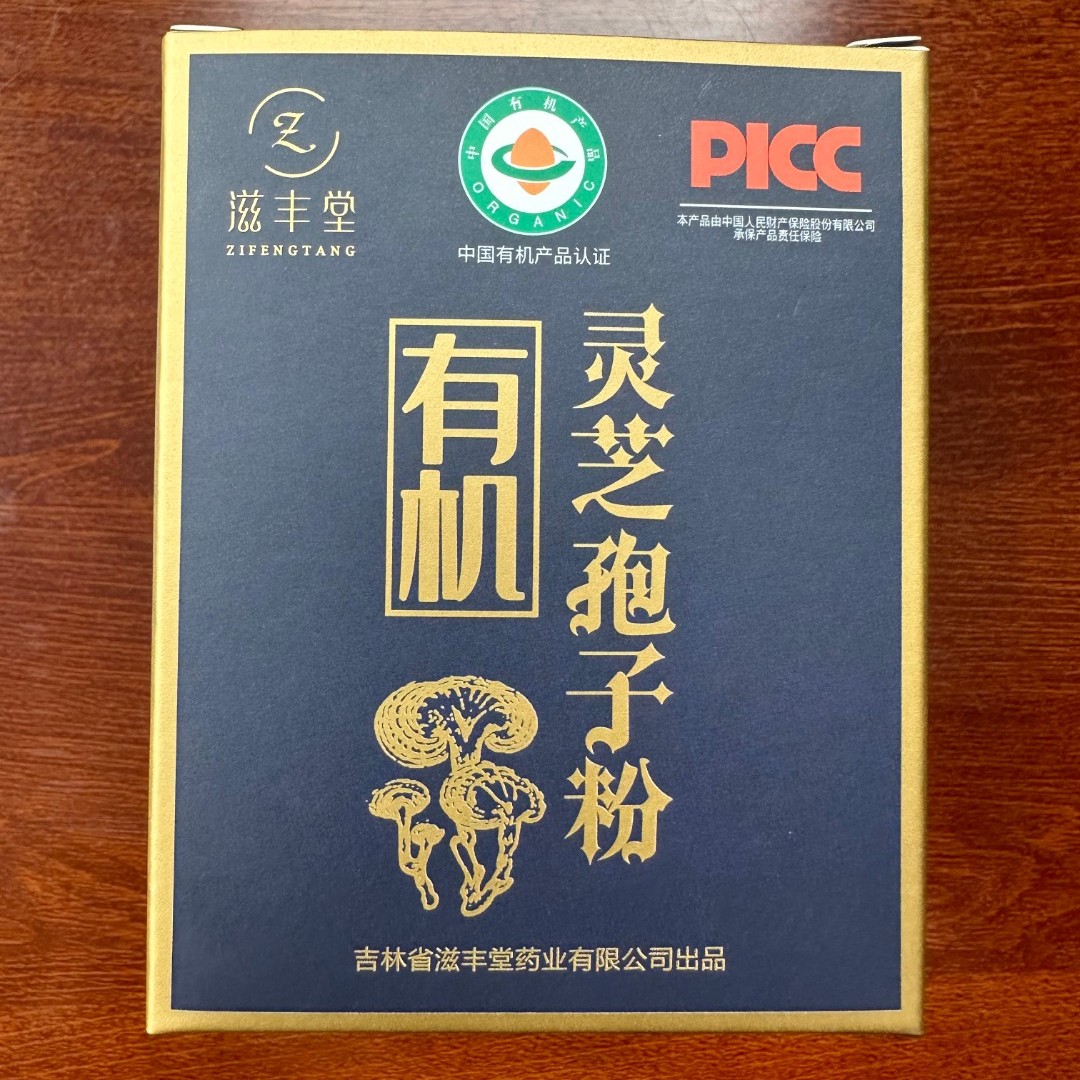 Z
滋丰堂
ZIFENGTANG
中国有机产品
ORGANIC
中国有机产品认证
PICC
本产品由中国人民财产保险股份有限公司
承保产品责任保险
有机
灵芝孢子粉
吉林省滋丰堂药业有限公司出品